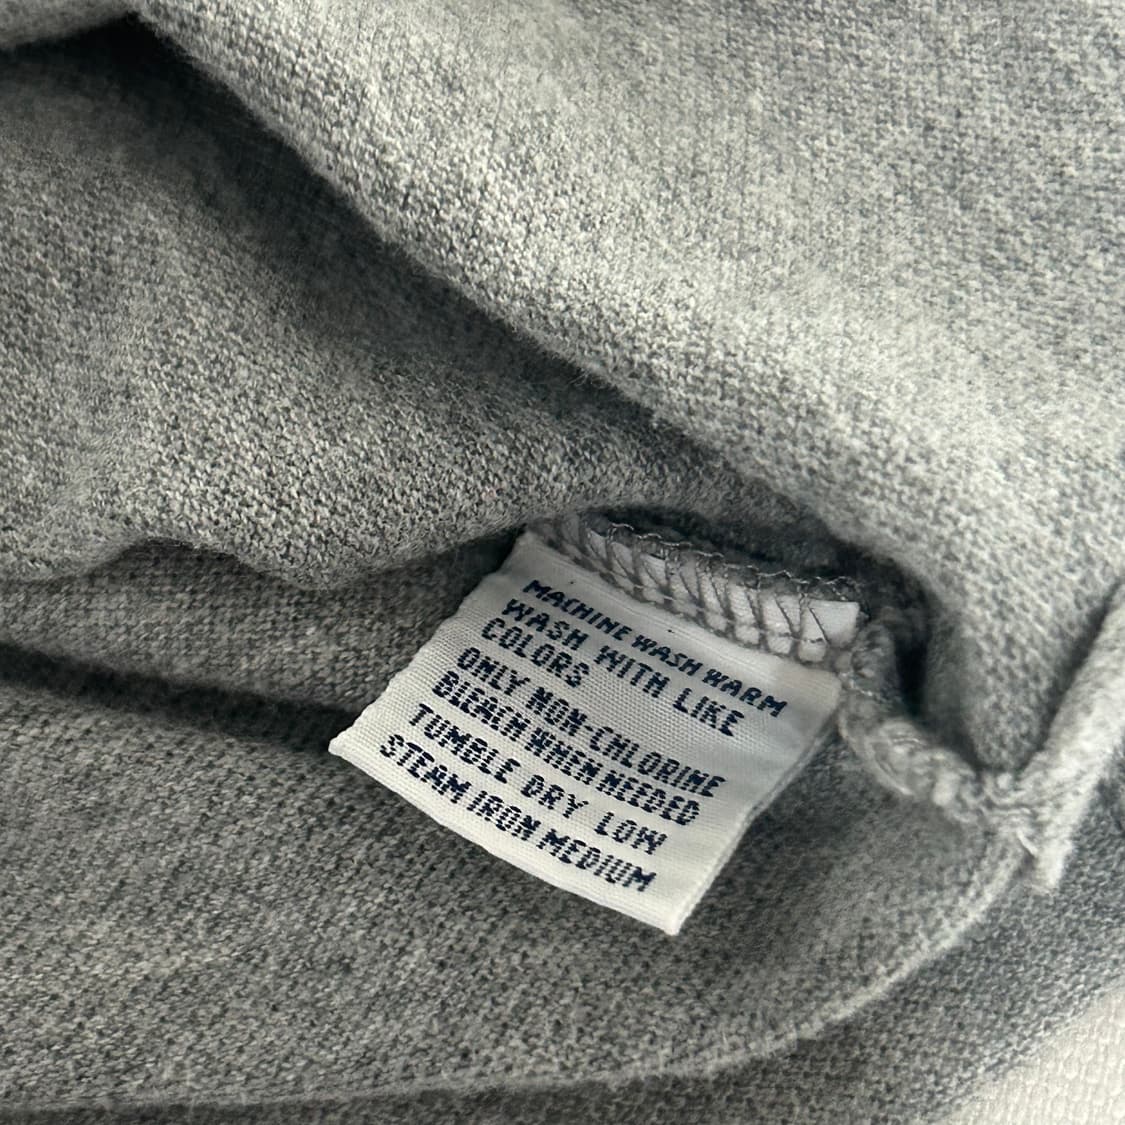 MACHINE WASH WARM
WASH WITH LIKE
COLORS
ONLY NON-CHLORINE
BLEACH WHEN NEEDED
TUMBLE DRY LOW
STEAM IRON MEDIUM